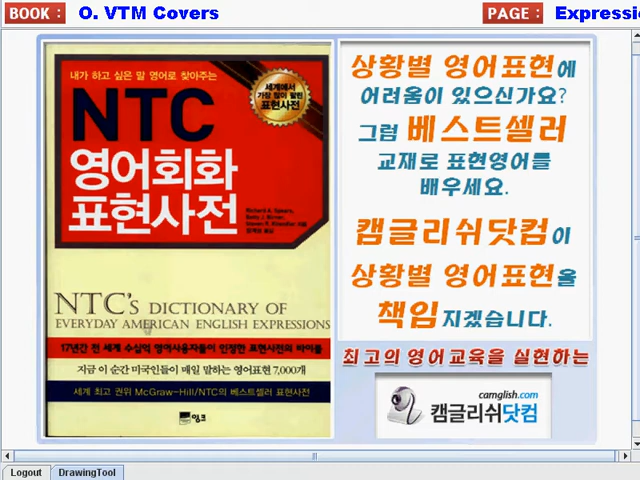 BOOK : O. VTM Covers PAGE : Expressi
내가 하고 싶은 말 영어로 찾아주는
세계에서
가장 많이 팔린
표현사전
NTC
영어회화
표현사전
Richard A. Spears,
Betty J. Birner,
Steven R. Kleinedler 지음
NTC's DICTIONARY OF
EVERYDAY AMERICAN ENGLISH EXPRESSIONS
17년간 전 세계 수십억 영어사용자들이 인정한 표현사전의 바이블
지금 이 순간 미국인들이 매일 말하는 영어표현 7,000개
세계 최고 권위 McGraw-Hill/NTC의 베스트셀러 표현사전
잉크
상황별 영어표현에
어려움이 있으신가요?
그럼 베스트셀러
교재로 표현영어를
배우세요.
캠글리쉬닷컴이
상황별 영어표현을
책임지겠습니다.
최고의 영어교육을 실현하는
camglish.com
캠글리쉬닷컴
Logout DrawingTool